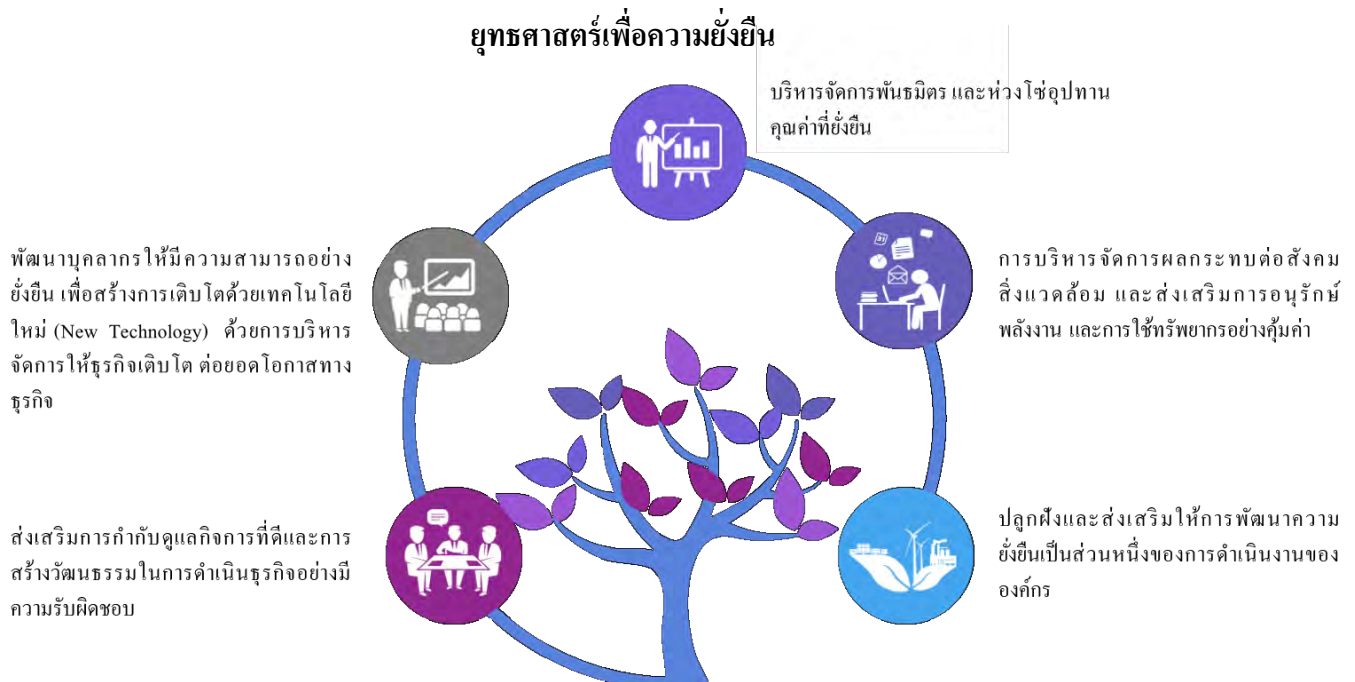 ยุทธศาสตร์เพื่อความยั่งยืน
บริหารจัดการพันธมิตร และห่วงโซ่อุปทาน
คุณค่าที่ยั่งยืน
พัฒนาบุคลากรให้มีความสามารถอย่าง
ยั่งยืน เพื่อสร้างการเติบโตด้วยเทคโนโลยี
ใหม่ (New Technology) ด้วยการบริหาร
จัดการให้ธุรกิจเติบโต ต่อยอดโอกาสทาง
ธุรกิจ
การบริหารจัดการผลกระทบต่อสังคม
สิ่งแวดล้อม และส่งเสริมการอนุรักษ์
พลังงาน และการใช้ทรัพยากรอย่างคุ้มค่า
ส่งเสริมการกำกับดูแลกิจการที่ดีและการ
สร้างวัฒนธรรมในการดำเนินธุรกิจอย่างมี
ความรับผิดชอบ
ปลูกฝังและส่งเสริมให้การพัฒนาความ
ยั่งยืนเป็นส่วนหนึ่งของการดำเนินงานของ
องค์กร